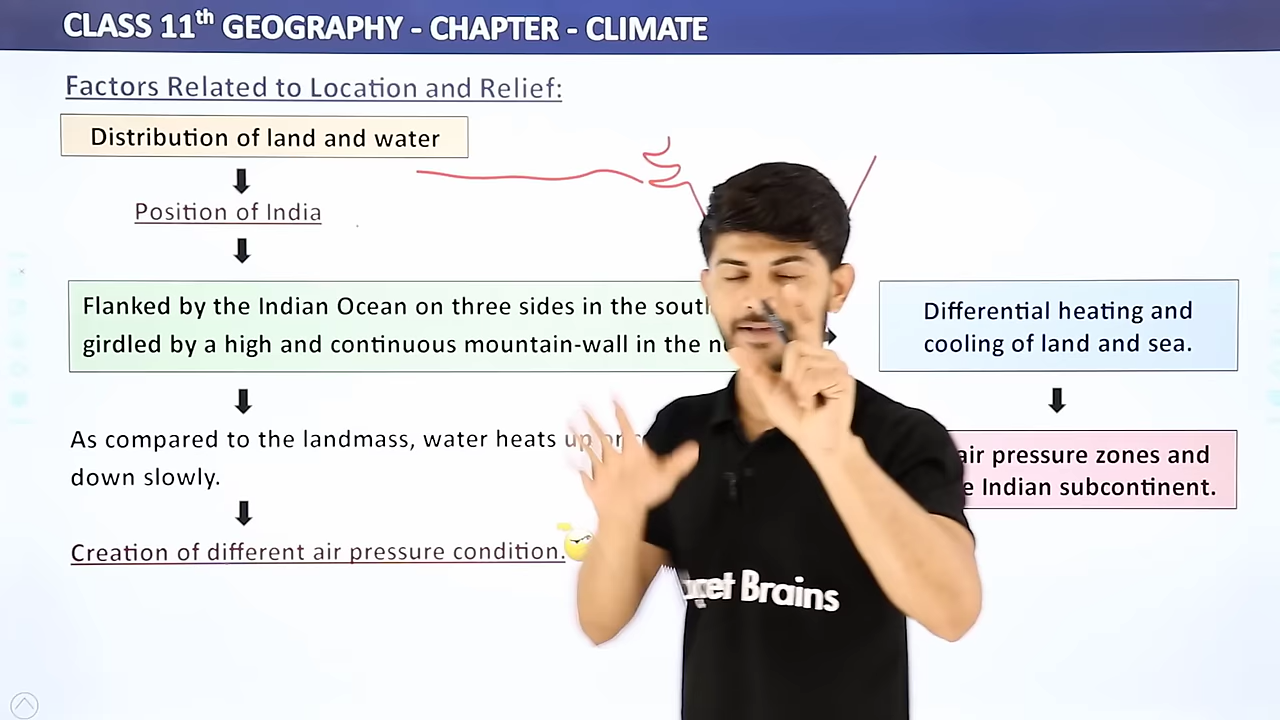 CLASS 11th GEOGRAPHY - CHAPTER - CLIMATE
Factors Related to Location and Relief:
Distribution of land and water
Position of India
Flanked by the Indian Ocean on three sides in the
girdled by a high and continuous mountain-wall in the
Differential heating and
cooling of land and sea.
As compared to the landmass, water heats up
down slowly.
air pressure zones and
Indian subcontinent.
Creation of different air pressure condition.
Brains